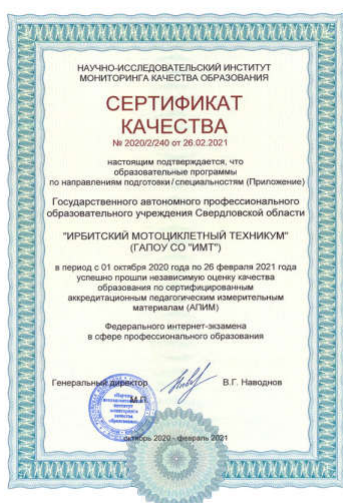 НАУЧНО-ИССЛЕДОВАТЕЛЬСКИЙ ИНСТИТУТ
МОНИТОРИНГА КАЧЕСТВА ОБРАЗОВАНИЯ
СЕРТИФИКАТ
КАЧЕСТВА
№ 2020/2/240 от 26.02.2021
настоящим подтверждается, что
образовательные программы
по направлениям подготовки/специальностям (Приложение)
Государственного автономного профессионального
образовательного учреждения Свердловской области
"ИРБИТСКИЙ МОТОЦИКЛЕТНЫЙ ТЕХНИКУМ"
(ГАПОУ СО "ИМТ")
в период с 01 октября 2020 года по 26 февраля 2021 года
успешно прошли независимую оценку качества
образования по сертифицированным
аккредитационным педагогическим измерительным
материалам (АПИМ)
Федерального интернет-экзамена
в сфере профессионального образования
Генеральный директор
В.Г. Наводнов
М.П.
октябрь 2020 - февраль 2021